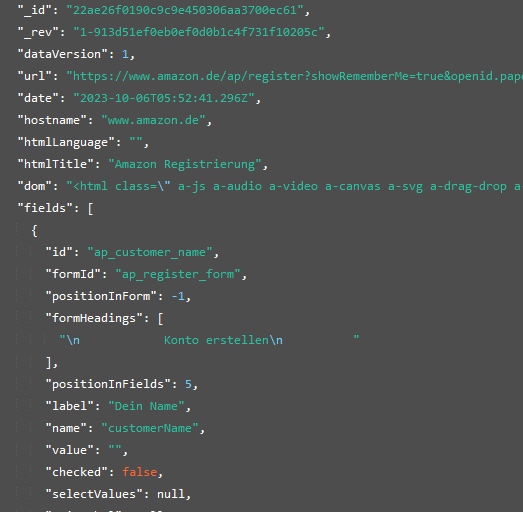 "_id": "22ae26f0190c9c9e450306aa3700ec61",
"_rev": "1-913d51ef0eb0ef0d0b1c4f731f10205c",
"dataVersion": 1,
"url": "https://www.amazon.de/ap/register?showRememberMe=true&openid.pape
"date": "2023-10-06T05:52:41.296Z",
"hostname": "www.amazon.de",
"htmlLanguage": "",
"htmlTitle": "Amazon Registrierung",
"dom": "<html class=\" a-js a-audio a-video a-canvas a-svg a-drag-drop a
"fields": [
{
"id": "ap_customer_name",
"formId": "ap_register_form",
"positionInForm": -1,
"formHeadings": [
"\n Konto erstellen\n "
],
"positionInFields": 5,
"label": "Dein Name",
"name": "customerName",
"value": "",
"checked": false,
"selectValues": null,